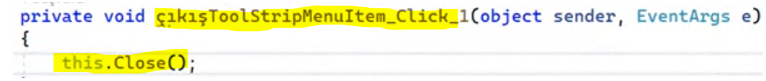 private void çıkışToolStripMenuItem_Click_1(object sender, EventArgs e)
{
this.Close();